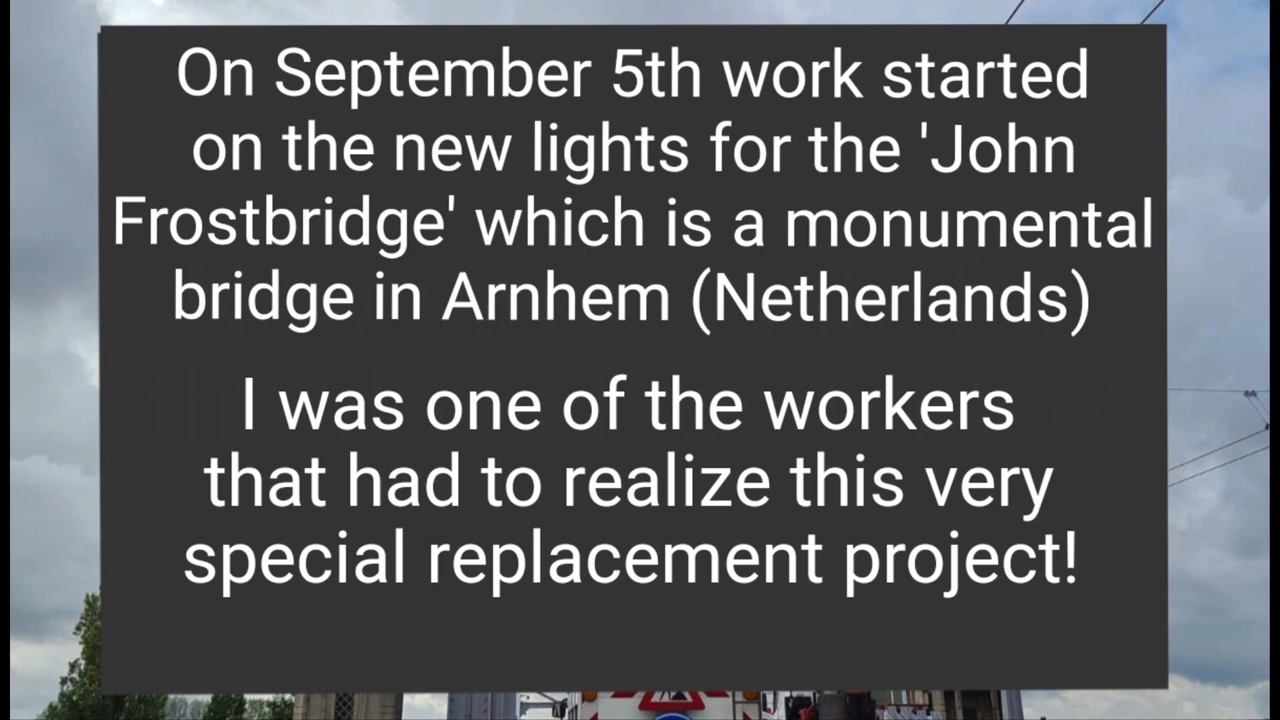 On September 5th work started
on the new lights for the 'John
Frostbridge' which is a monumental
bridge in Arnhem (Netherlands)
I was one of the workers
that had to realize this very
special replacement project!